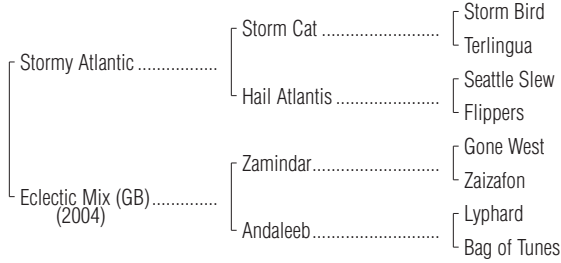 Storm Bird
Storm Cat ........................
Terlingua
Stormy Atlantic ................
Seattle Slew
Hail Atlantis .....................
Flippers
Gone West
Zamindar..........................
Zaizafon
Eclectic Mix (GB).............
(2004)
Lyphard
Andaleeb..........................
Bag of Tunes